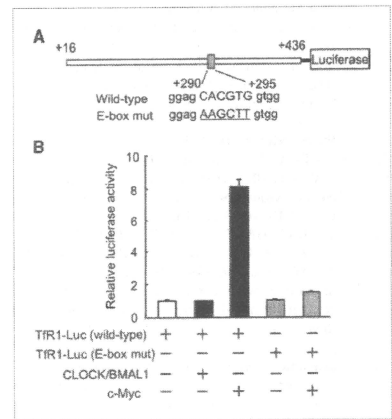 A
+16
+436
Luciferase
+290
+295
Wild-type ggag CACGTG gtgg
E-box mut ggag AAGCTT gtgg
B
Relative luciferase activity
10
8
6
4
2
0
TfR1-Luc (wild-type) + + + − −
TfR1-Luc (E-box mut) − − − + +
CLOCK/BMAL1 − + − − −
c-Myc − − + − +